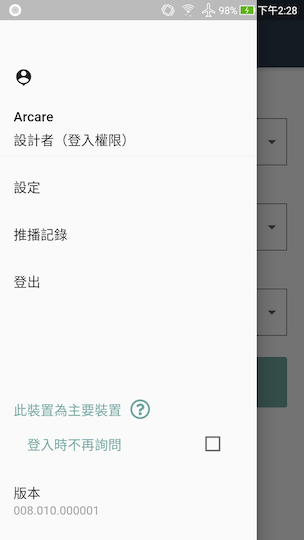 98%
下午2:28
Arcare
設計者（登入權限）
設定
推播記錄
登出
此裝置為主要裝置 ?
登入時不再詢問
版本
008.010.000001